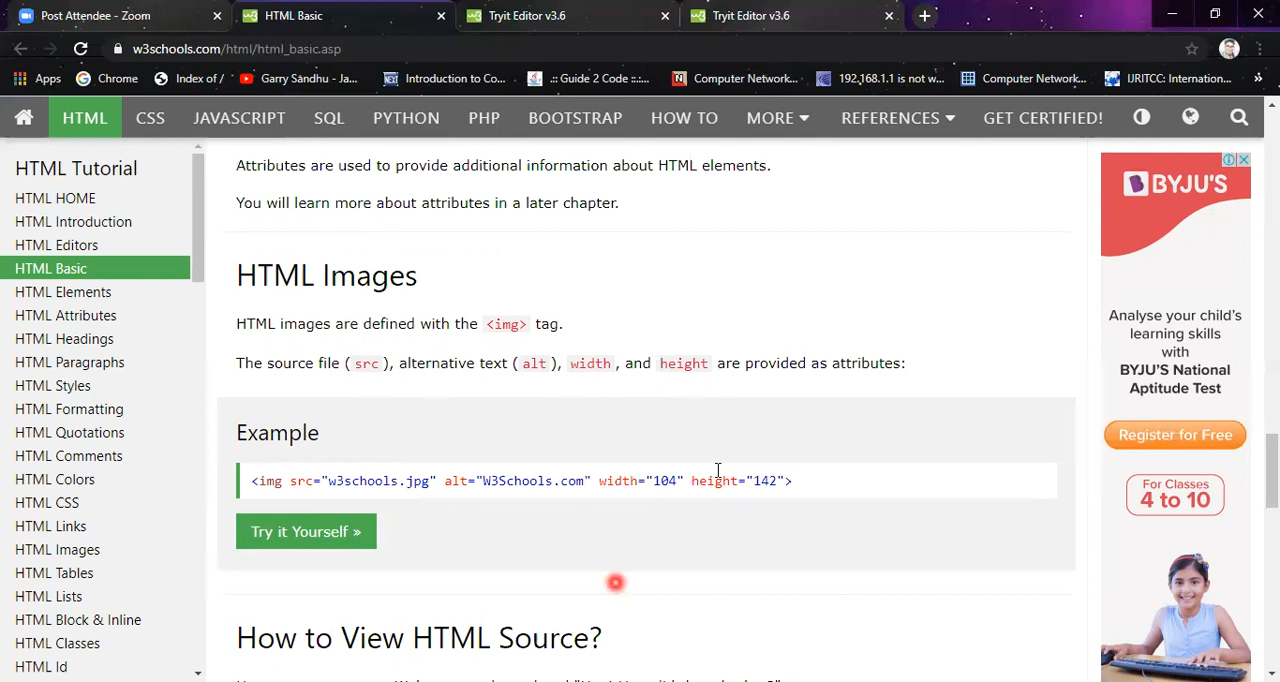 Post Attendee - Zoom
HTML Basic
Tryit Editor v3.6
Tryit Editor v3.6
w3schools.com/html/html_basic.asp
Apps
Chrome
Index of /
Garry Sandhu - Ja...
Introduction to Co...
.:: Guide 2 Code ::.:...
Computer Network...
192.168.1.1 is not w...
Computer Network...
IJRITCC: Internation...
HTML
CSS
JAVASCRIPT
SQL
PYTHON
PHP
BOOTSTRAP
HOW TO
MORE
REFERENCES
GET CERTIFIED!
HTML Tutorial
HTML HOME
HTML Introduction
HTML Editors
HTML Basic
HTML Elements
HTML Attributes
HTML Headings
HTML Paragraphs
HTML Styles
HTML Formatting
HTML Quotations
HTML Comments
HTML Colors
HTML CSS
HTML Links
HTML Images
HTML Tables
HTML Lists
HTML Block & Inline
HTML Classes
HTML Id
Attributes are used to provide additional information about HTML elements.
You will learn more about attributes in a later chapter.
HTML Images
HTML images are defined with the <img> tag.
The source file (src), alternative text (alt), width, and height are provided as attributes:
Example
<img src="w3schools.jpg" alt="W3Schools.com" width="104" height="142">
Try it Yourself »
How to View HTML Source?
BYJU'S
Analyse your child's
learning skills
with
BYJU'S National
Aptitude Test
Register for Free
For Classes
4 to 10